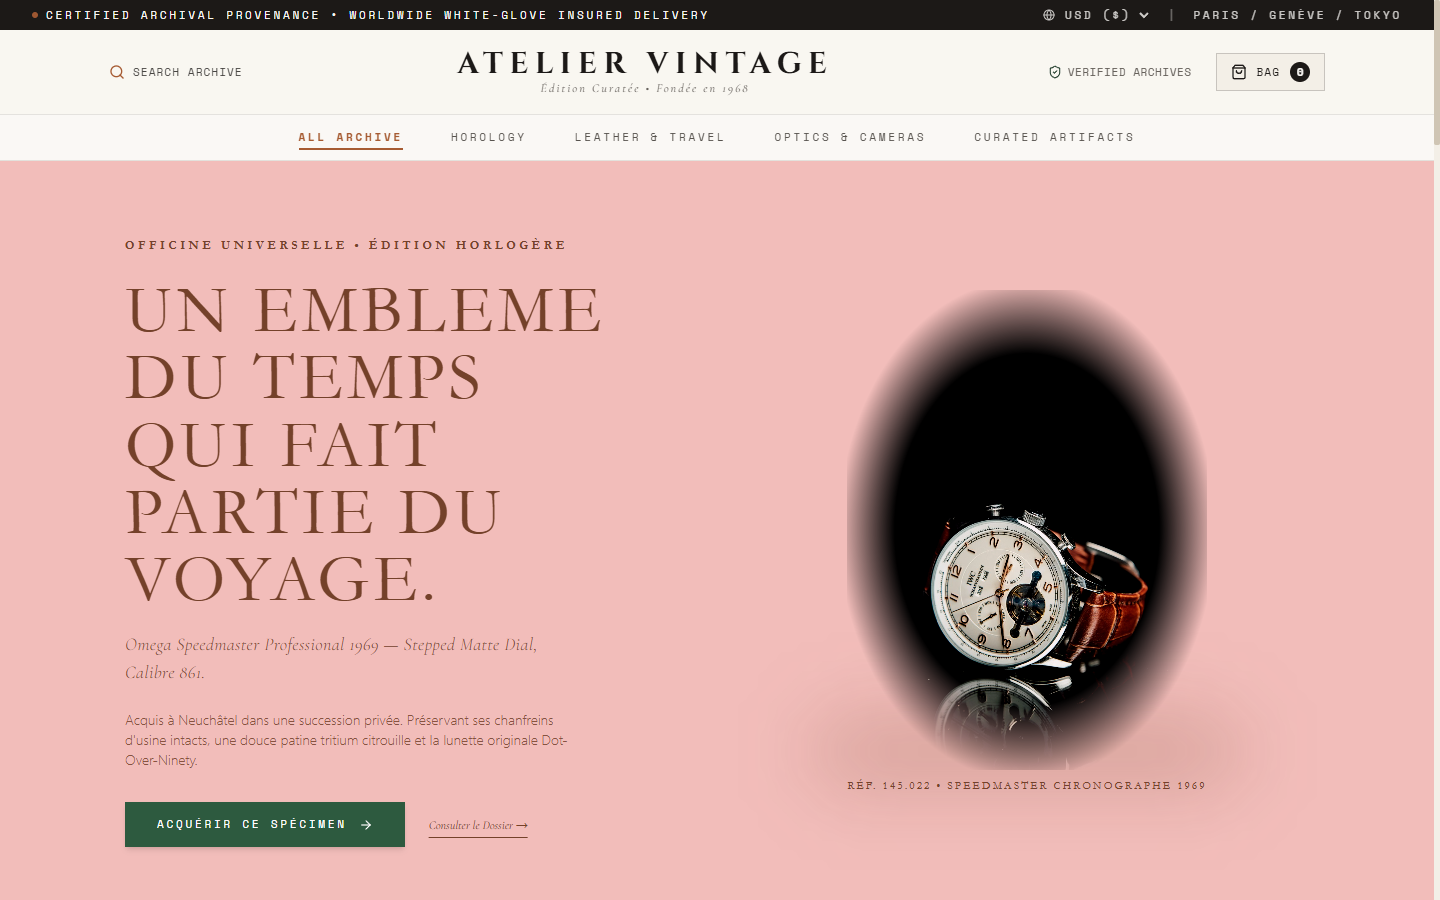 CERTIFIED ARCHIVAL PROVENANCE • WORLDWIDE WHITE-GLOVE INSURED DELIVERY
USD ($) | PARIS / GENÈVE / TOKYO
SEARCH ARCHIVE
ATELIER VINTAGE
Édition Curatée • Fondée en 1968
VERIFIED ARCHIVES
BAG 0
ALL ARCHIVE
HOROLOGY
LEATHER & TRAVEL
OPTICS & CAMERAS
CURATED ARTIFACTS
OFFICINE UNIVERSELLE • ÉDITION HORLOGÈRE
UN EMBLEME
DU TEMPS
QUI FAIT
PARTIE DU
VOYAGE.
Omega Speedmaster Professional 1969 — Stepped Matte Dial,
Calibre 861.
Acquis à Neuchâtel dans une succession privée. Préservant ses chanfreins
d'usine intacts, une douce patine tritium citrouille et la lunette originale Dot-
Over-Ninety.
ACQUÉRIR CE SPÉCIMEN →
Consulter le Dossier →
RÉF. 145.022 • SPEEDMASTER CHRONOGRAPHE 1969